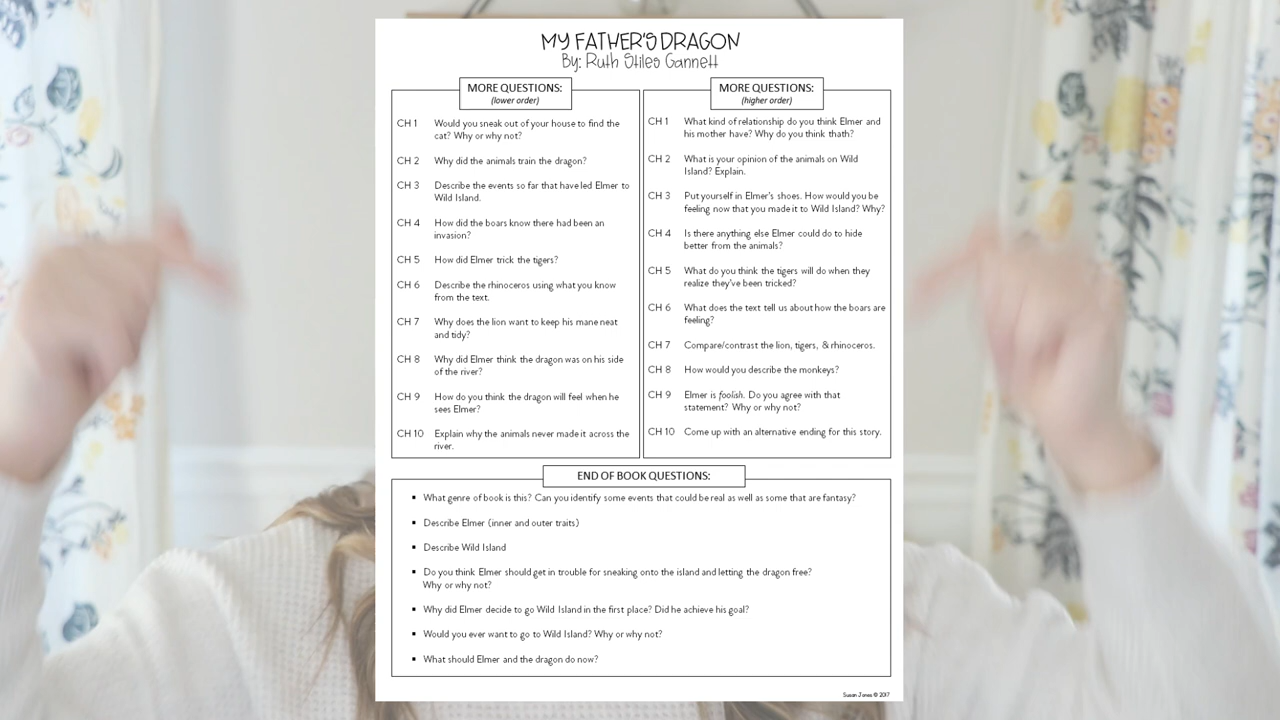 MY FATHER'S DRAGON
By: Ruth Stiles Gannett
MORE QUESTIONS:
(lower order)
CH 1 Would you sneak out of your house to find the
cat? Why or why not?
CH 2 Why did the animals train the dragon?
CH 3 Describe the events so far that have led Elmer to
Wild Island.
CH 4 How did the boars know there had been an
invasion?
CH 5 How did Elmer trick the tigers?
CH 6 Describe the rhinoceros using what you know
from the text.
CH 7 Why does the lion want to keep his mane neat
and tidy?
CH 8 Why did Elmer think the dragon was on his side
of the river?
CH 9 How do you think the dragon will feel when he
sees Elmer?
CH 10 Explain why the animals never made it across the
river.
MORE QUESTIONS:
(higher order)
CH 1 What kind of relationship do you think Elmer and
his mother have? Why do you think thath?
CH 2 What is your opinion of the animals on Wild
Island? Explain.
CH 3 Put yourself in Elmer's shoes. How would you be
feeling now that you made it to Wild Island? Why?
CH 4 Is there anything else Elmer could do to hide
better from the animals?
CH 5 What do you think the tigers will do when they
realize they've been tricked?
CH 6 What does the text tell us about how the boars are
feeling?
CH 7 Compare/contrast the lion, tigers, & rhinoceros.
CH 8 How would you describe the monkeys?
CH 9 Elmer is foolish. Do you agree with that
statement? Why or why not?
CH 10 Come up with an alternative ending for this story.
END OF BOOK QUESTIONS:
▪ What genre of book is this? Can you identify some events that could be real as well as some that are fantasy?
▪ Describe Elmer (inner and outer traits)
▪ Describe Wild Island
▪ Do you think Elmer should get in trouble for sneaking onto the island and letting the dragon free?
Why or why not?
▪ Why did Elmer decide to go Wild Island in the first place? Did he achieve his goal?
▪ Would you ever want to go to Wild Island? Why or why not?
▪ What should Elmer and the dragon do now?
Susan Jones © 2017